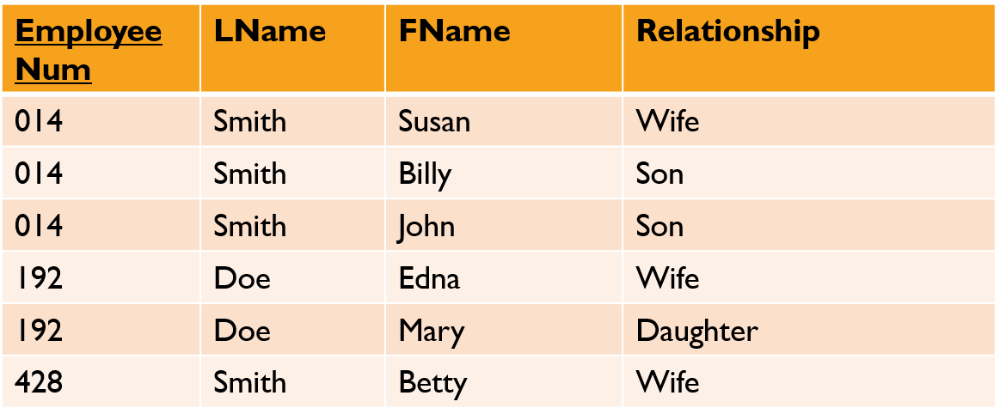 Employee LName FName Relationship
Num
014 Smith Susan Wife
014 Smith Billy Son
014 Smith John Son
192 Doe Edna Wife
192 Doe Mary Daughter
428 Smith Betty Wife